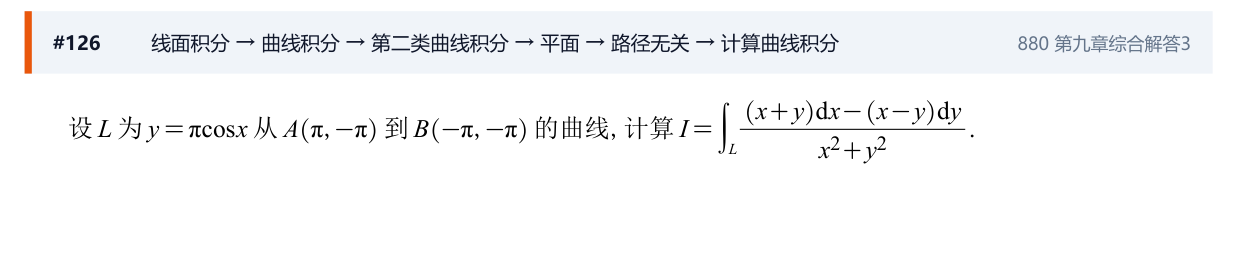 #126 线面积分 → 曲线积分 → 第二类曲线积分 → 平面 → 路径无关 → 计算曲线积分 880 第九章综合解答3
设 L 为 y=πcosx 从 A(π,−π) 到 B(−π,−π) 的曲线, 计算 I=∫_L \frac{(x+y)dx−(x−y)dy}{x²+y²}.